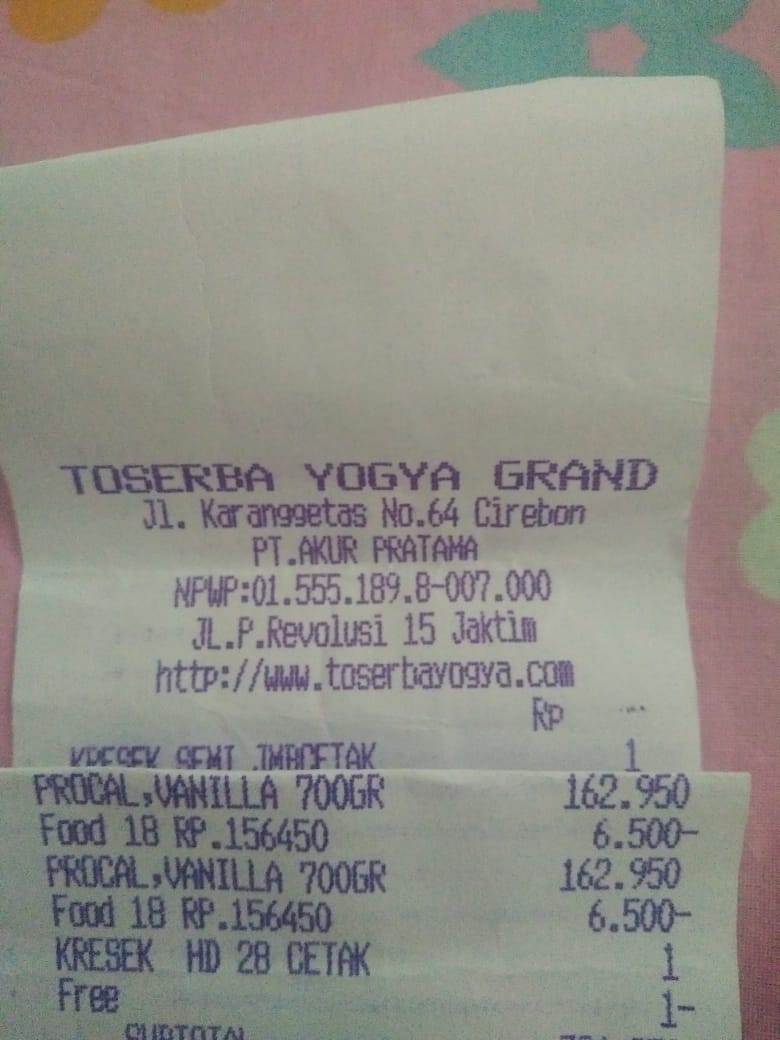 TOSERBA YOGYA GRAND
Jl. Karanggetas No.64 Cirebon
PT.AKUR PRATAMA
NPWP:01.555.189.8-007.000
JL.P.Revolusi 15 Jaktim
http://www.toserbayogya.com
Rp
KRESEK SEMI 1
PROCAL,VANILLA 700GR 162.950
Food 18 RP.156450 6.500-
PROCAL,VANILLA 700GR 162.950
Food 18 RP.156450 6.500-
KRESEK HD 28 CETAK 1
Free 1-
SUBTOTAL